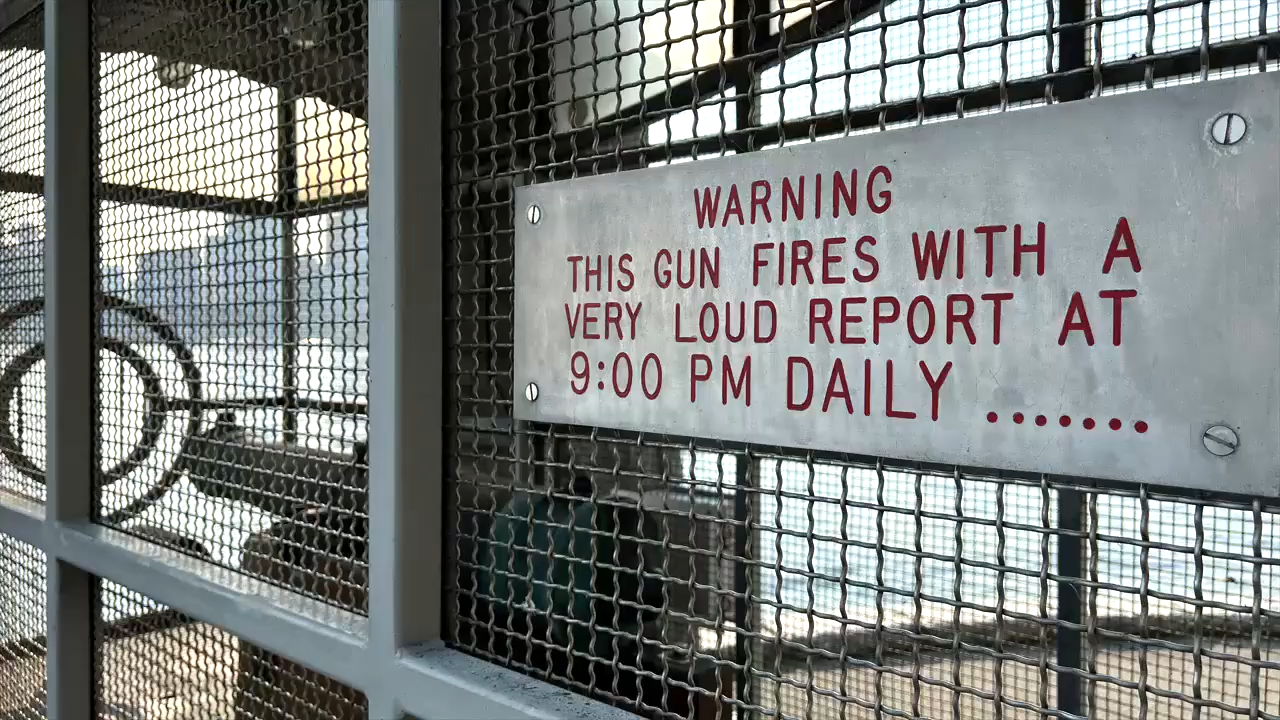 WARNING
THIS GUN FIRES WITH A
VERY LOUD REPORT AT
9:00 PM DAILY .......